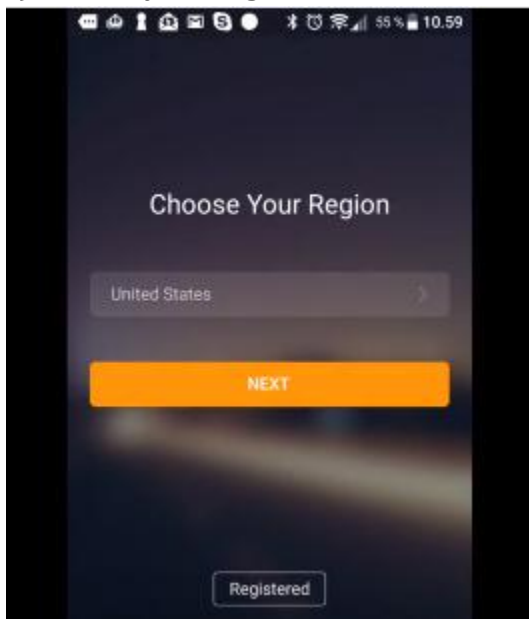 55 % 10.59
Choose Your Region
United States
NEXT
Registered